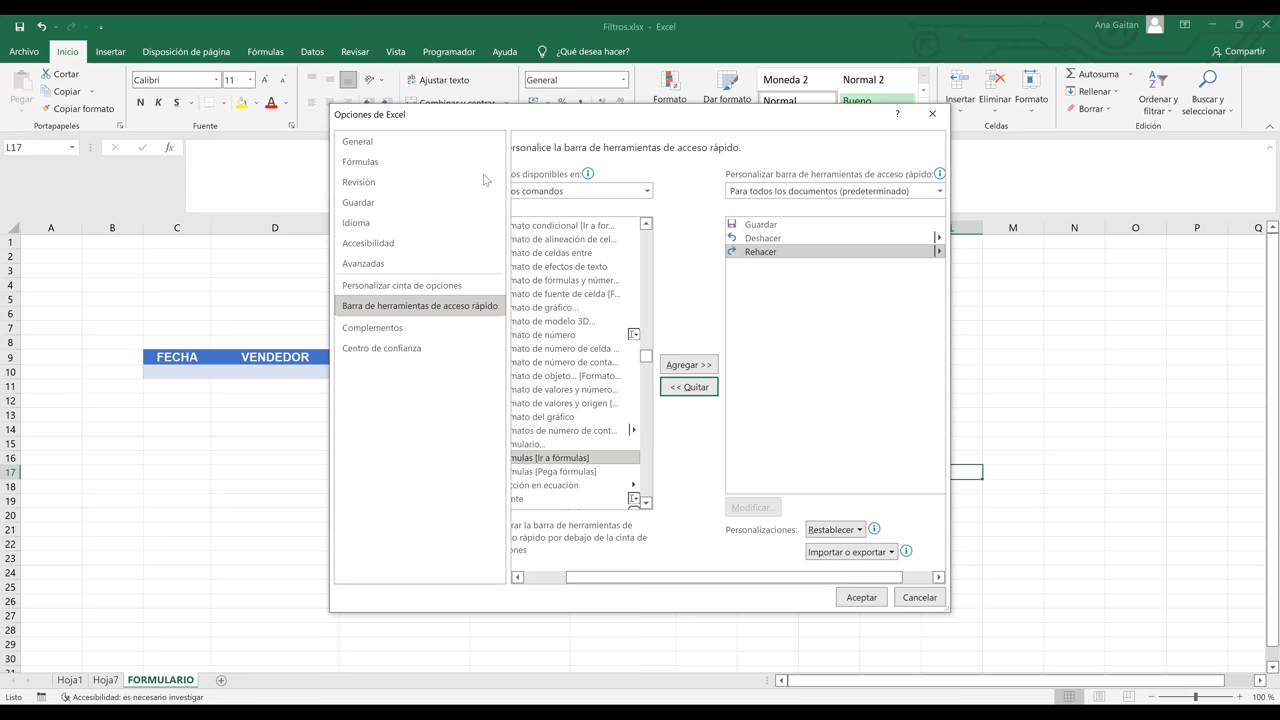 Filtros.xlsx - Excel
Ana Gaitan
Archivo Inicio Insertar Disposición de página Fórmulas Datos Revisar Vista Programador Ayuda ¿Qué desea hacer? Compartir
Pegar
Cortar
Copiar
Copiar formato
Portapapeles
Calibri 11
N K S
Fuente
Ajustar texto
Combinar y centrar
General
Formato
Dar formato
Moneda 2 Normal 2
Normal Bueno
Insertar Eliminar Formato
Celdas
Autosuma
Rellenar
Borrar
Ordenar y filtrar
Buscar y seleccionar
Edición
L17
fx
A B C D L M N O P Q
1
2
3
4
5
6
7
8
9 FECHA VENDEDOR
10
11
12
13
14
15
16
17
18
19
20
21
22
23
24
25
26
27
28
29
30
Opciones de Excel
General
Fórmulas
Revisión
Guardar
Idioma
Accesibilidad
Avanzadas
Personalizar cinta de opciones
Barra de herramientas de acceso rápido
Complementos
Centro de confianza
ersonalice la barra de herramientas de acceso rápido.
os disponibles en:
os comandos
mato condicional [Ir a for...
mato de alineación de cel...
mato de celdas entre
mato de efectos de texto
mato de fórmulas y númer...
mato de fuente de celda [F...
mato de gráfico...
mato de modelo 3D...
mato de número
mato de número de celda ...
mato de número de conta...
mato de objeto... [Formato...
mato de valores y número...
mato de valores y origen [...
mato del gráfico
matos de número de cont...
mulario...
mulas [Ir a fórmulas]
mulas [Pega fórmulas]
cción en ecuación
nte
rar la barra de herramientas de
o rápido por debajo de la cinta de
ones
Agregar >>
<< Quitar
Personalizar barra de herramientas de acceso rápido:
Para todos los documentos (predeterminado)
Guardar
Deshacer
Rehacer
Modificar...
Personalizaciones: Restablecer
Importar o exportar
Aceptar Cancelar
Hoja1 Hoja7 FORMULARIO
Listo Accesibilidad: es necesario investigar 100 %